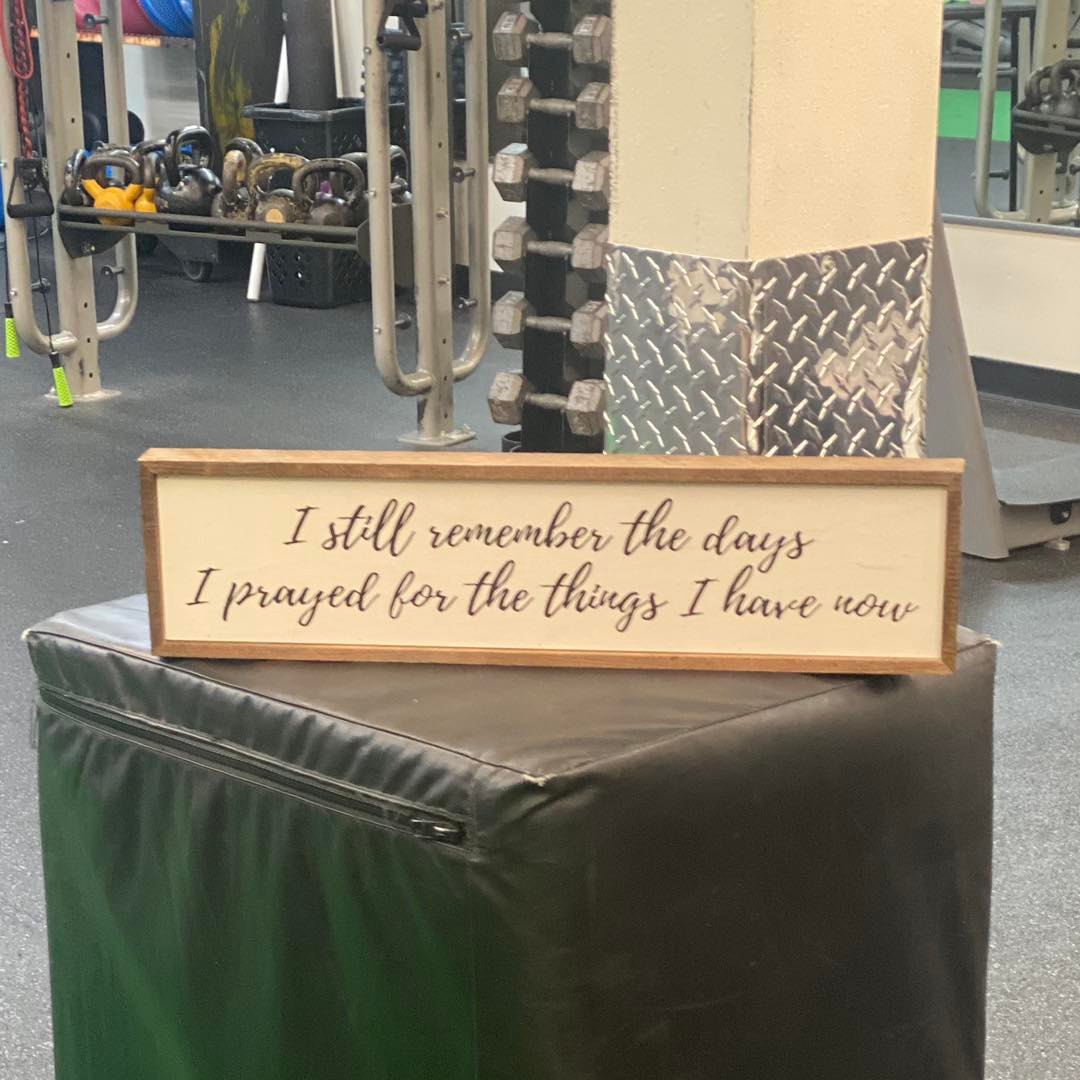 I still remember the days
I prayed for the things I have now